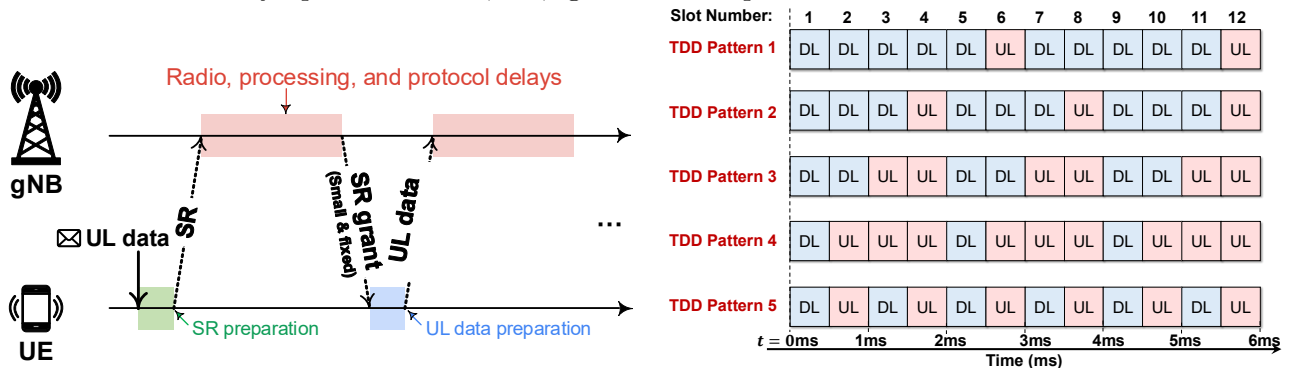 Radio, processing, and protocol delays
gNB
SR
SR grant
(Small & fixed)
UL data
...
UL data
SR preparation
UL data preparation
UE
Slot Number: 1 2 3 4 5 6 7 8 9 10 11 12
TDD Pattern 1 DL DL DL DL DL UL DL DL DL DL DL UL
TDD Pattern 2 DL DL DL UL DL DL DL UL DL DL DL UL
TDD Pattern 3 DL DL UL UL DL DL UL UL DL DL UL UL
TDD Pattern 4 DL UL UL UL DL UL UL UL DL UL UL UL
TDD Pattern 5 DL UL DL UL DL UL DL UL DL UL DL UL
t = 0ms 1ms 2ms 3ms 4ms 5ms 6ms
Time (ms)